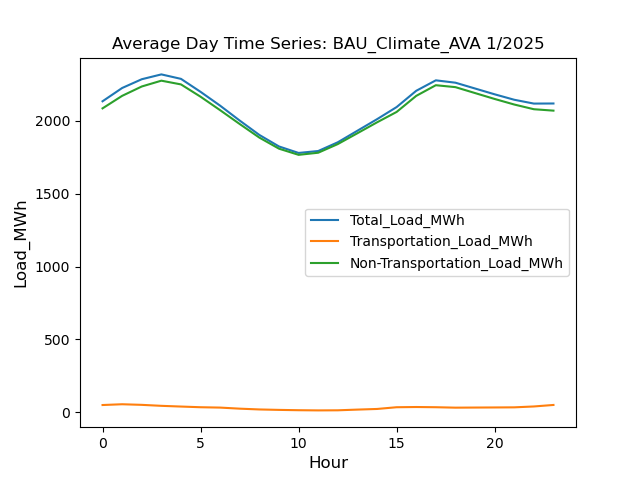 Average Day Time Series: BAU_Climate_AVA 1/2025
Load_MWh
2000
1500
1000
500
0
Total_Load_MWh
Transportation_Load_MWh
Non-Transportation_Load_MWh
0 5 10 15 20
Hour